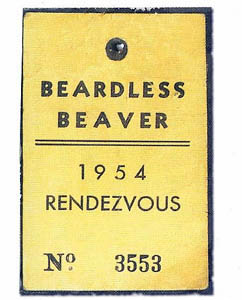 BEARDLESS
BEAVER
1954
RENDEZVOUS
Nº 3553